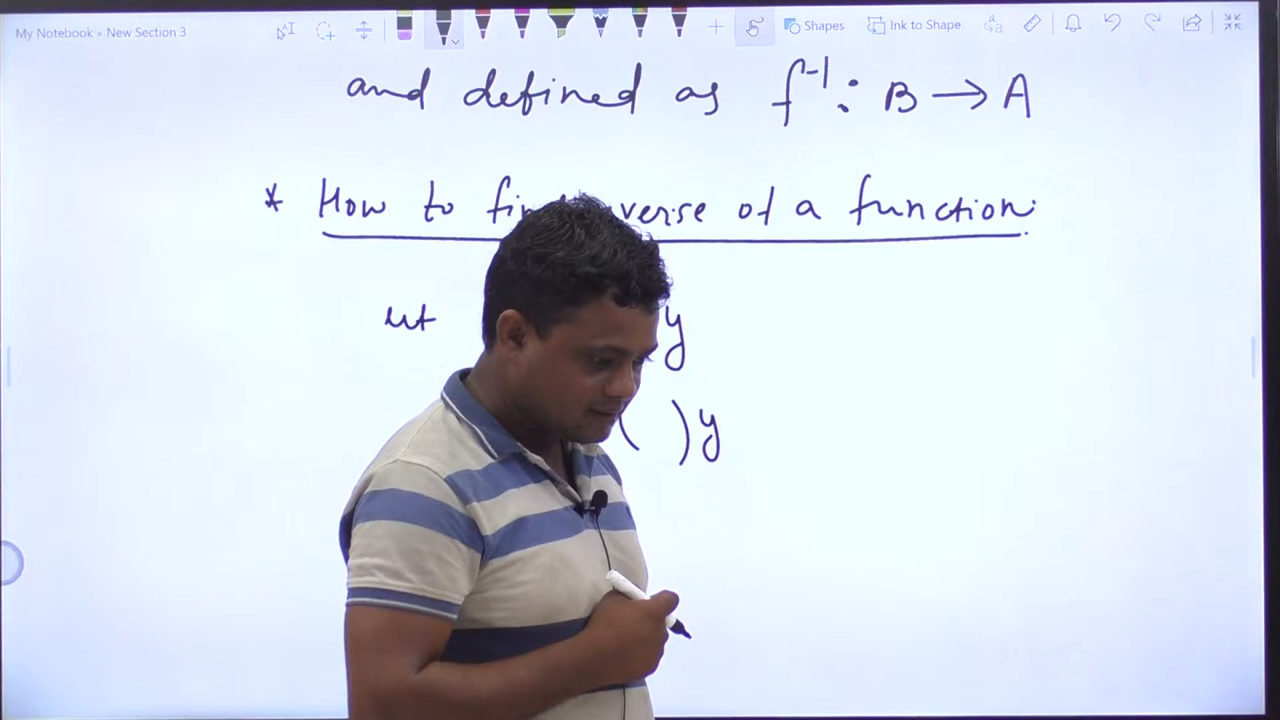 My Notebook » New Section 3
Shapes
Ink to Shape
and defined as f⁻¹ : B → A
* How to fin verse of a function.
let y
( ) y